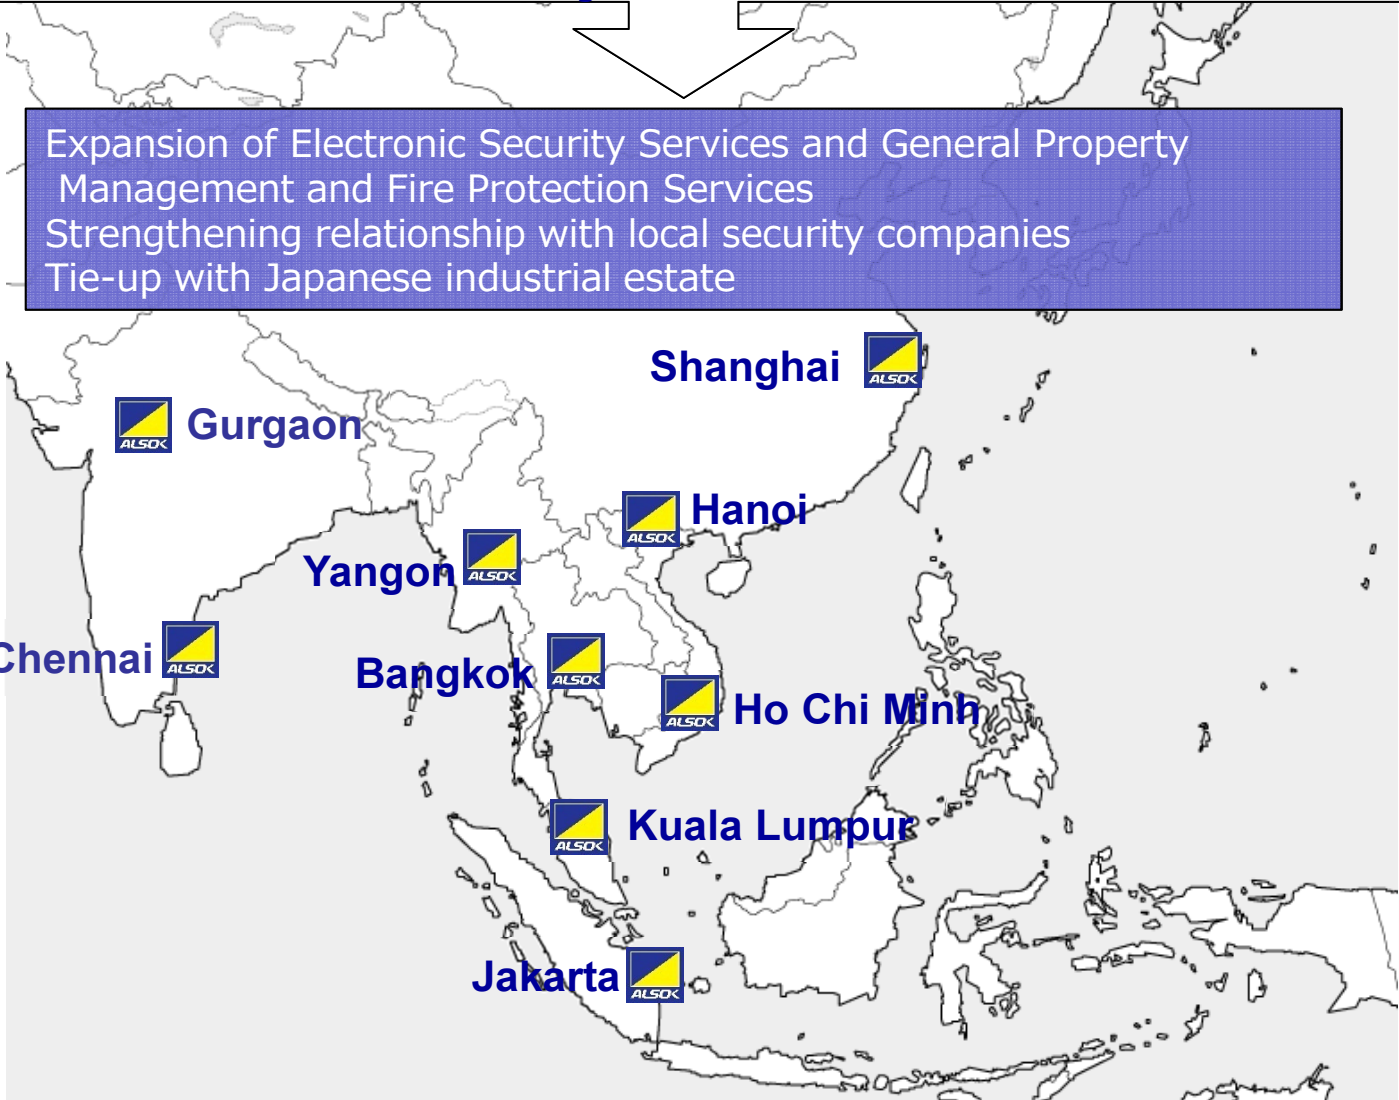 Expansion of Electronic Security Services and General Property
Management and Fire Protection Services
Strengthening relationship with local security companies
Tie-up with Japanese industrial estate
Shanghai
ALSOK
ALSOK
Gurgaon
ALSOK
Hanoi
Yangon
ALSOK
Chennai
ALSOK
Bangkok
ALSOK
ALSOK
Ho Chi Minh
ALSOK
Kuala Lumpur
Jakarta
ALSOK